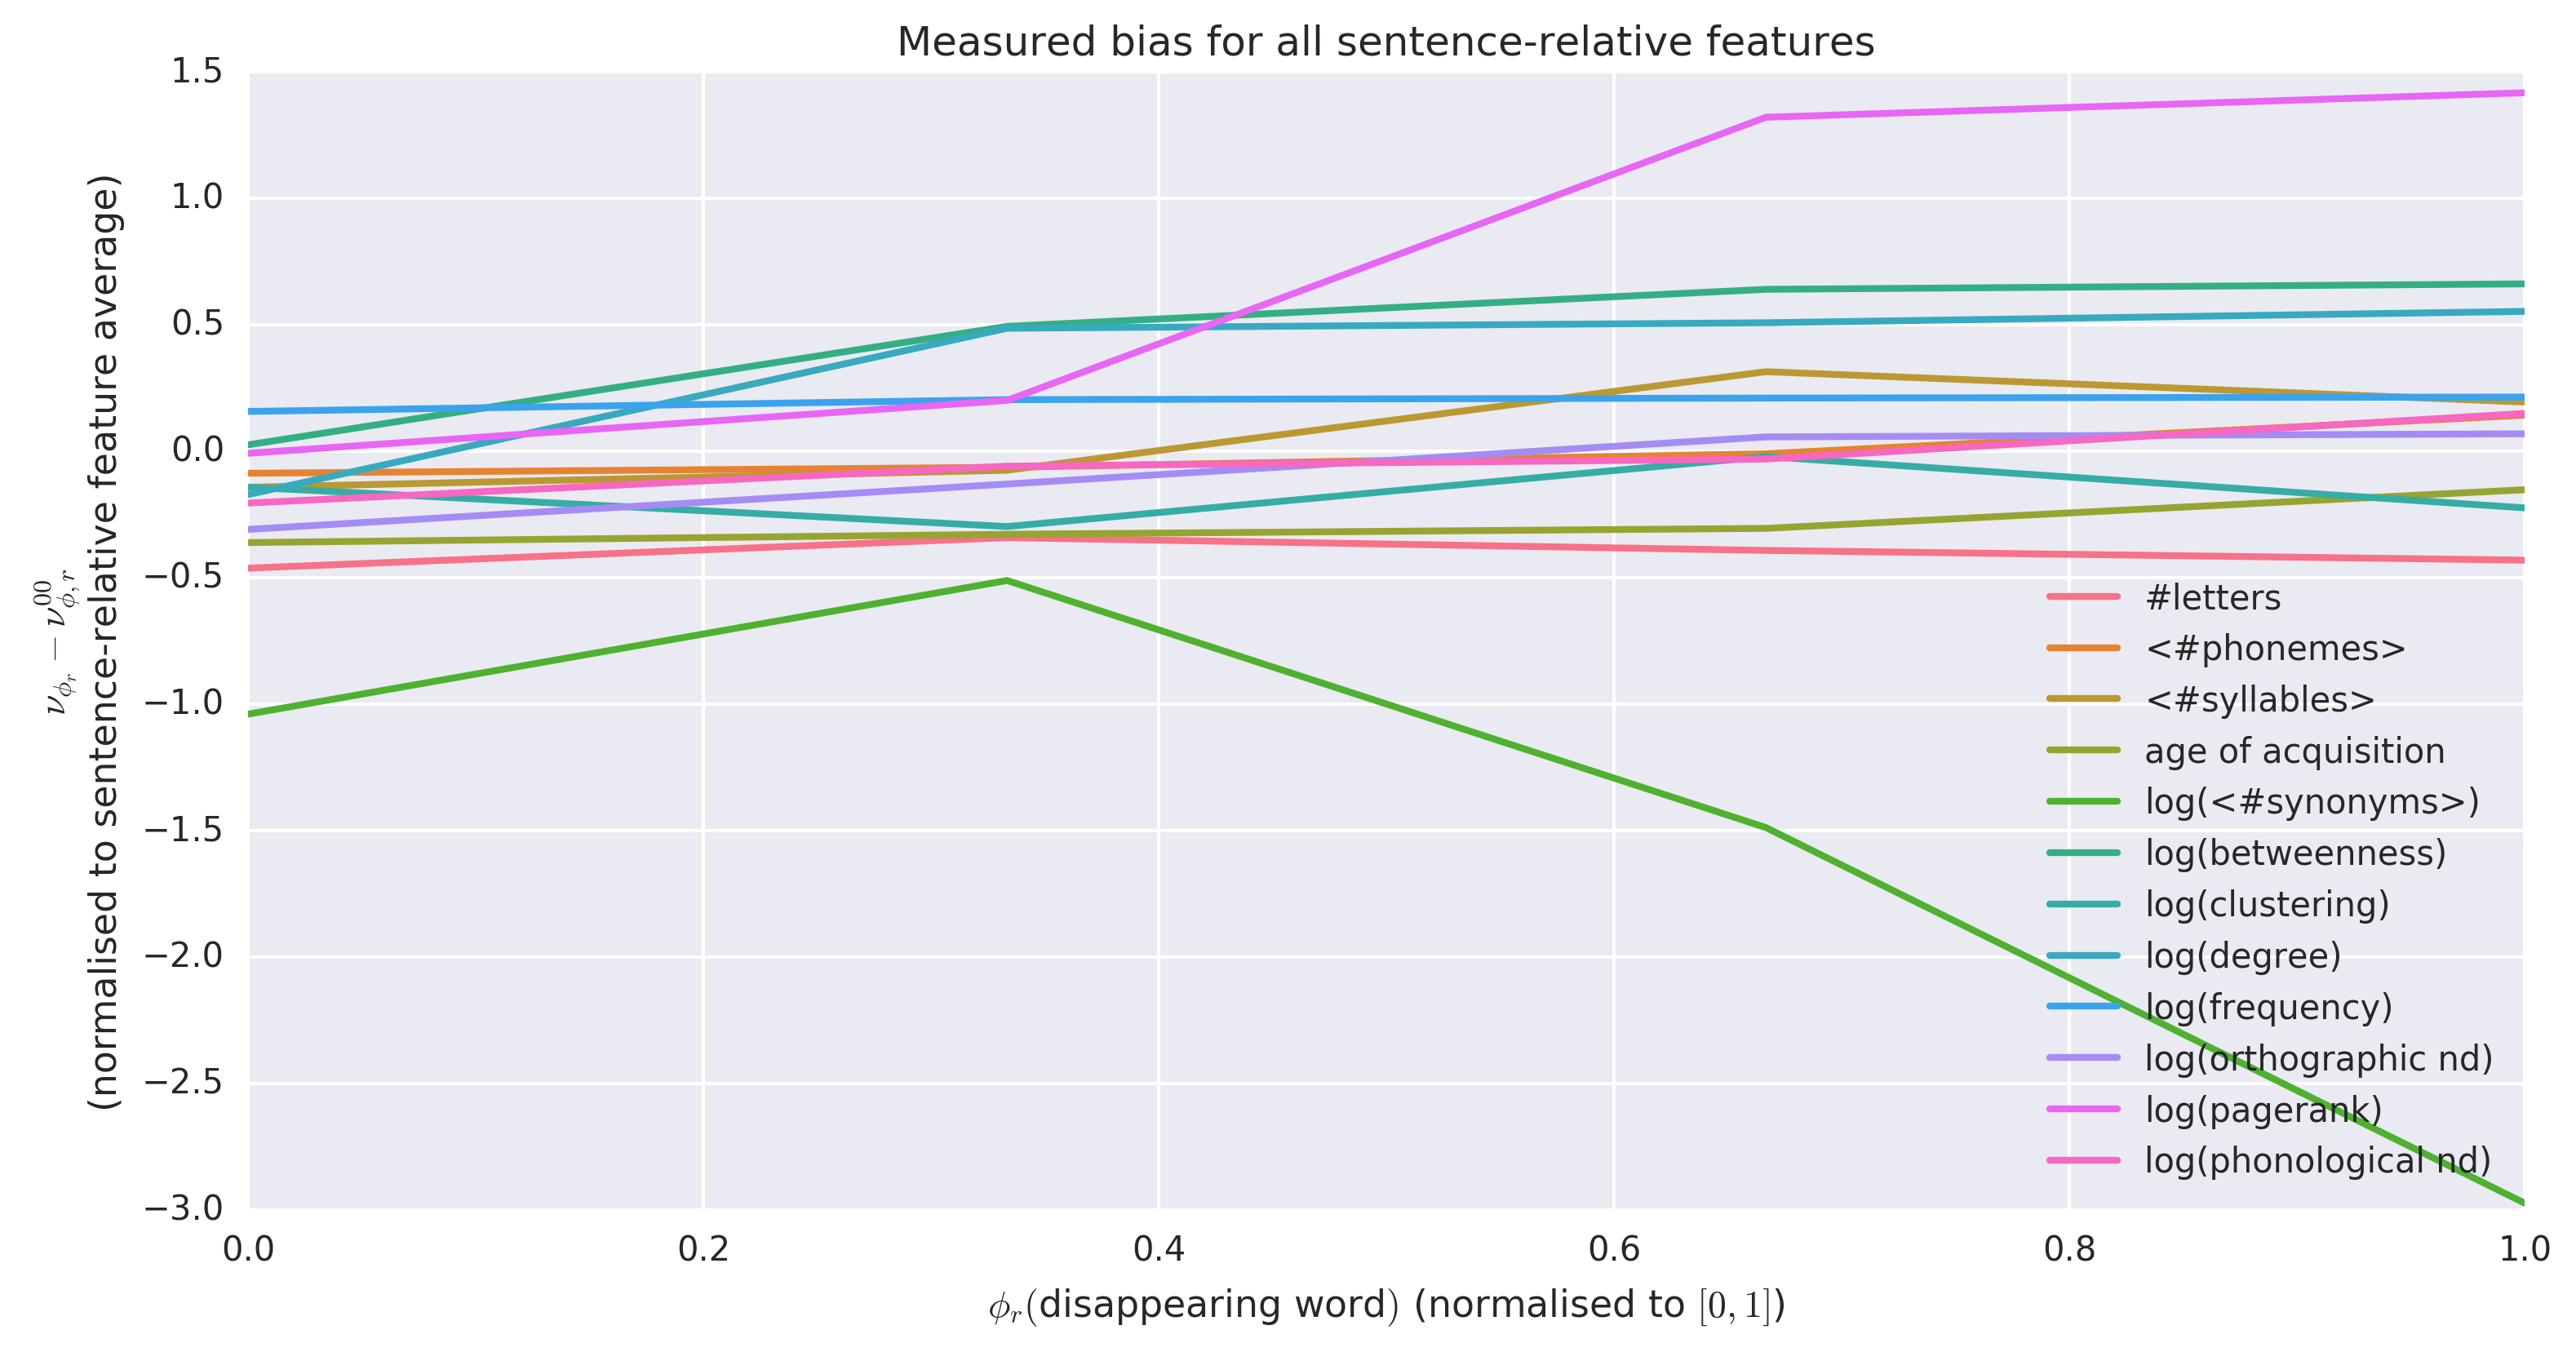 Measured bias for all sentence-relative features
1.5
1.0
0.5
0.0
−0.5
−1.0
−1.5
−2.0
−2.5
−3.0
ν_{ϕ_r} − ν^{00}_{ϕ,r}
(normalised to sentence-relative feature average)
#letters
<#phonemes>
<#syllables>
age of acquisition
log(<#synonyms>)
log(betweenness)
log(clustering)
log(degree)
log(frequency)
log(orthographic nd)
log(pagerank)
log(phonological nd)
0.0 0.2 0.4 0.6 0.8 1.0
ϕ_r(disappearing word) (normalised to [0, 1])